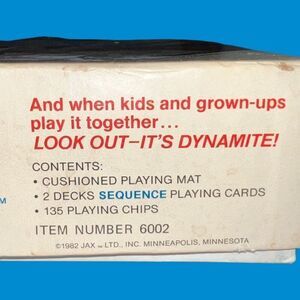 And when kids and grown-ups
play it together...
LOOK OUT–IT'S DYNAMITE!
CONTENTS:
• CUSHIONED PLAYING MAT
• 2 DECKS SEQUENCE PLAYING CARDS
TM
• 135 PLAYING CHIPS
ITEM NUMBER 6002
©1982 JAX LTD., INC. MINNEAPOLIS, MINNESOTA